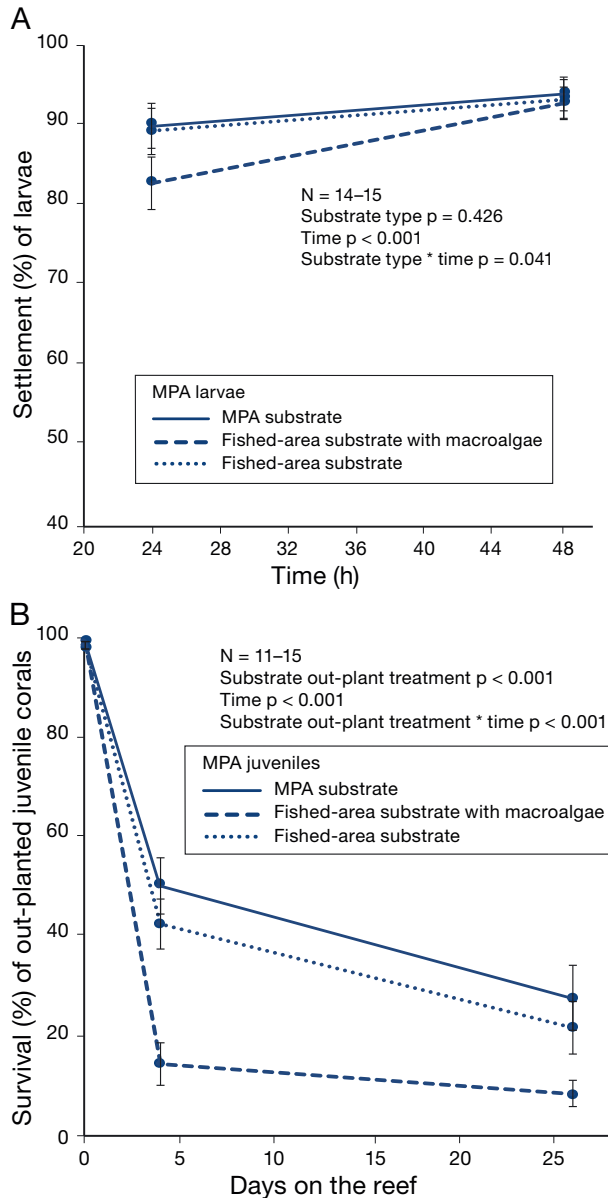 A
100
90
80
70
60
50
40
Settlement (%) of larvae
N = 14–15
Substrate type p = 0.426
Time p < 0.001
Substrate type * time p = 0.041
MPA larvae
MPA substrate
Fished-area substrate with macroalgae
Fished-area substrate
20 24 28 32 36 40 44 48
Time (h)
B
100
80
60
40
20
0
Survival (%) of out-planted juvenile corals
N = 11–15
Substrate out-plant treatment p < 0.001
Time p < 0.001
Substrate out-plant treatment * time p < 0.001
MPA juveniles
MPA substrate
Fished-area substrate with macroalgae
Fished-area substrate
0 5 10 15 20 25
Days on the reef